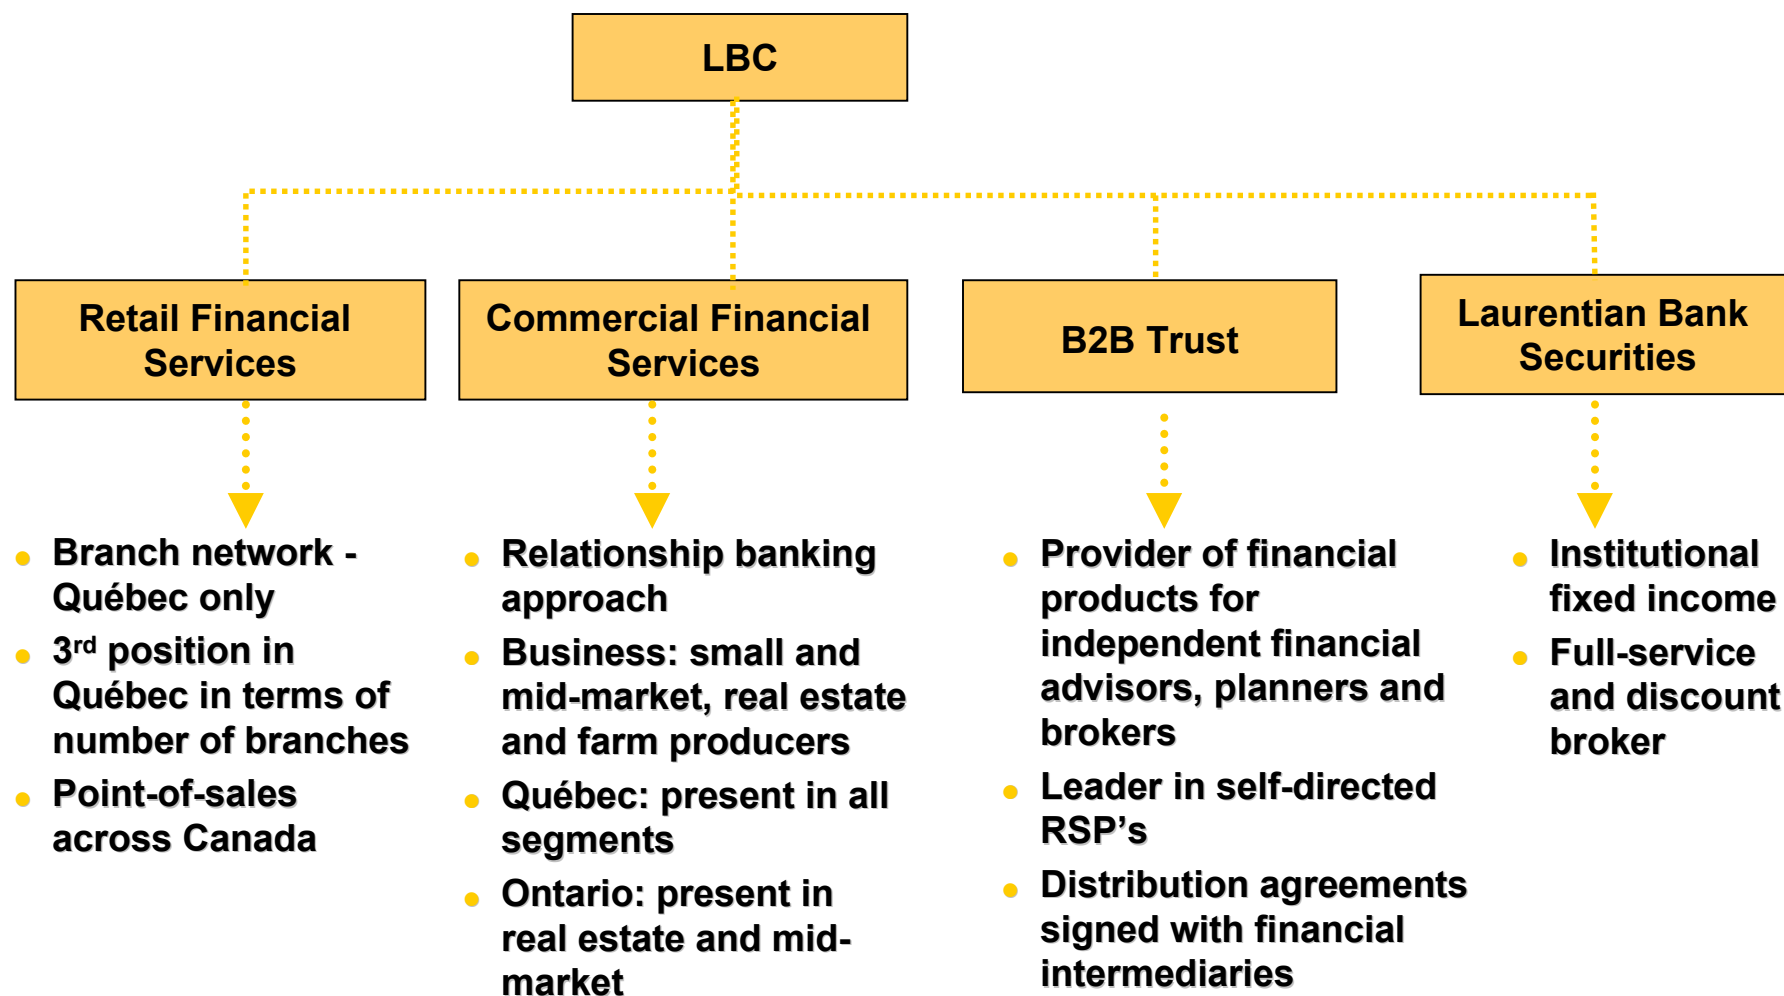 LBC
Retail Financial
Services
Commercial Financial
Services
B2B Trust
Laurentian Bank
Securities
Branch network -
Québec only
3rd position in
Québec in terms of
number of branches
Point-of-sales
across Canada
Relationship banking
approach
Business: small and
mid-market, real estate
and farm producers
Québec: present in all
segments
Ontario: present in
real estate and mid-
market
Provider of financial
products for
independent financial
advisors, planners and
brokers
Leader in self-directed
RSP’s
Distribution agreements
signed with financial
intermediaries
Institutional
fixed income
Full-service
and discount
broker